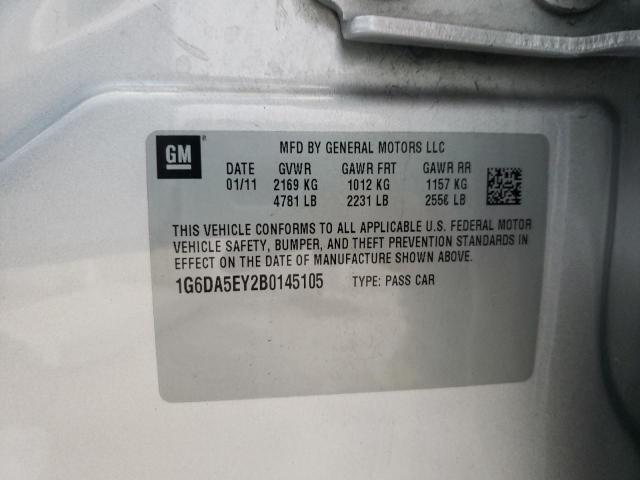 GM
MFD BY GENERAL MOTORS LLC
DATE GVWR GAWR FRT GAWR RR
01/11 2169 KG 1012 KG 1157 KG
4781 LB 2231 LB 2550 LB
THIS VEHICLE CONFORMS TO ALL APPLICABLE U.S. FEDERAL MOTOR
VEHICLE SAFETY, BUMPER, AND THEFT PREVENTION STANDARDS IN
EFFECT ON THE DATE OF MANUFACTURE SHOWN ABOVE.
1G6DA5EY2B0145105 TYPE: PASS CAR